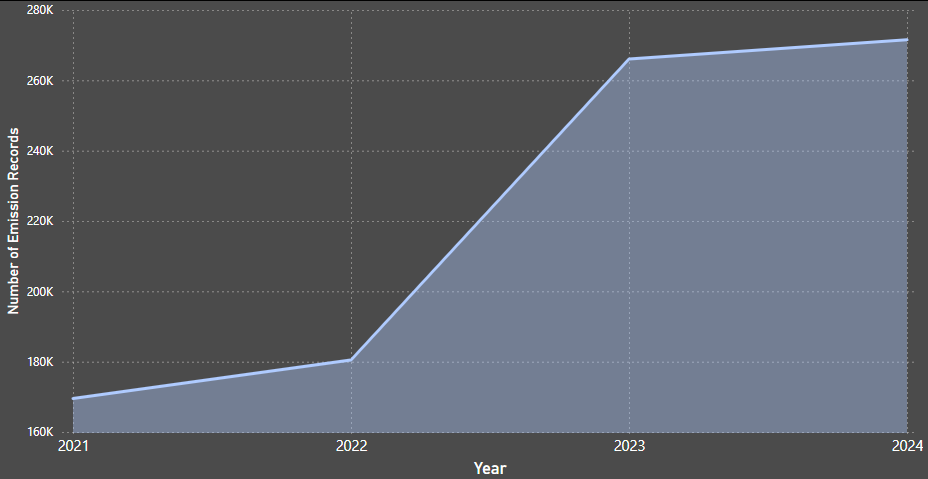 280K
260K
240K
220K
200K
180K
160K
Number of Emission Records
2021 2022 2023 2024
Year